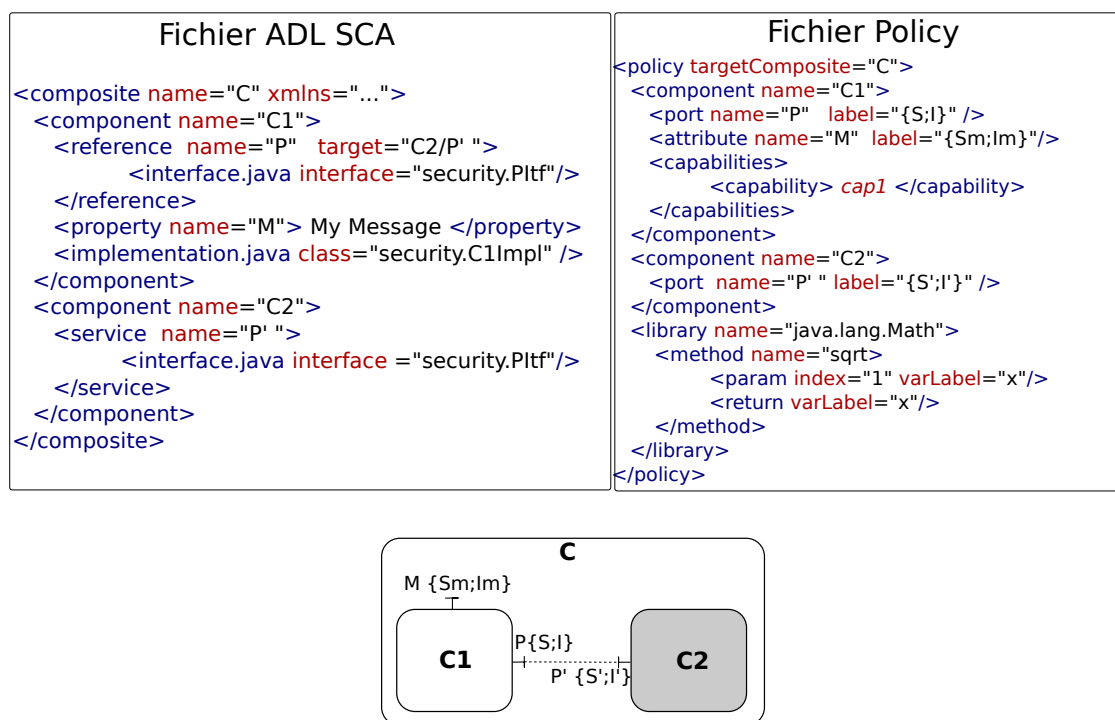 Fichier ADL SCA
<composite name="C" xmlns="...">
<component name="C1">
<reference  name="P"   target="C2/P' ">
<interface.java interface="security.PItf"/>
</reference>
<property name="M"> My Message </property>
<implementation.java class="security.C1Impl" />
</component>
<component name="C2">
<service  name="P' ">
<interface.java interface ="security.PItf"/>
</service>
</component>
</composite>
Fichier Policy
<policy targetComposite="C">
<component name="C1">
<port name="P"   label="{S;I}" />
<attribute name="M"  label="{Sm;Im}"/>
<capabilities>
<capability> cap1 </capability>
</capabilities>
</component>
<component name="C2">
<port  name="P' " label="{S';I'}" />
</component>
<library name="java.lang.Math">
<method name="sqrt>
<param index="1" varLabel="x"/>
<return varLabel="x"/>
</method>
</library>
</policy>
C
M {Sm;Im}
C1
P{S;I}
P' {S';I'}
C2